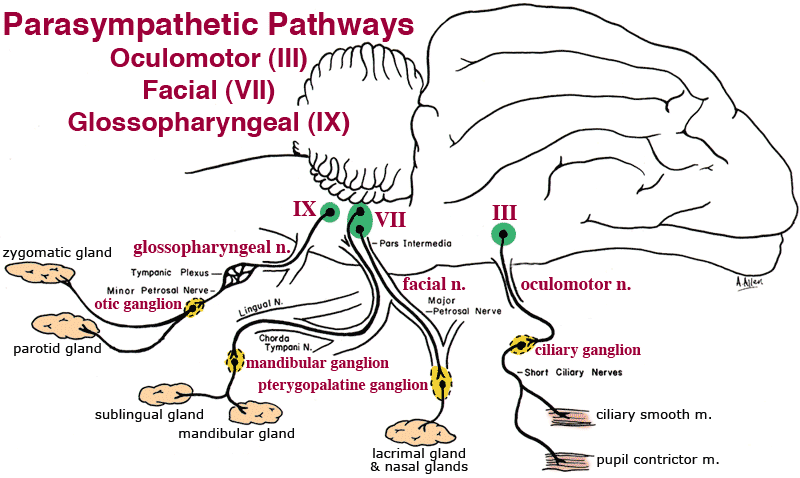 Parasympathetic Pathways
Oculomotor (III)
Facial (VII)
Glossopharyngeal (IX)
IX
VII
III
Pars Intermedia
zygomatic gland
glossopharyngeal n.
Tympanic Plexus
Minor Petrosal Nerve
otic ganglion
facial n.
oculomotor n.
A. Allen
Lingual N.
Major
Petrosal Nerve
parotid gland
Chorda
Tympani N.
mandibular ganglion
ciliary ganglion
pterygopalatine ganglion
Short Ciliary Nerves
sublingual gland
mandibular gland
ciliary smooth m.
lacrimal gland
& nasal glands
pupil contrictor m.